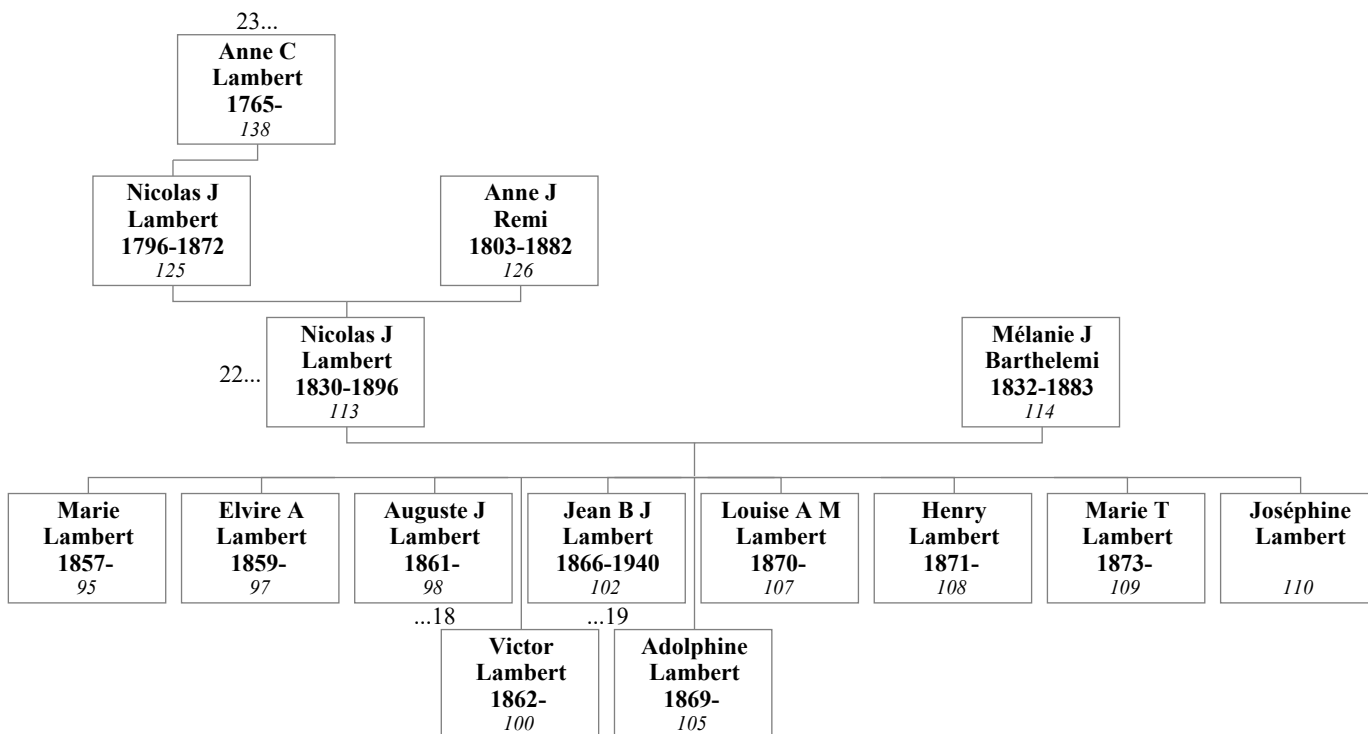 23...
Anne C
Lambert
1765-
138
Nicolas J
Lambert
1796-1872
125
Anne J
Remi
1803-1882
126
22...
Nicolas J
Lambert
1830-1896
113
Mélanie J
Barthelemi
1832-1883
114
Marie
Lambert
1857-
95
Elvire A
Lambert
1859-
97
Auguste J
Lambert
1861-
98
...18
Jean B J
Lambert
1866-1940
102
...19
Louise A M
Lambert
1870-
107
Henry
Lambert
1871-
108
Marie T
Lambert
1873-
109
Joséphine
Lambert
110
Victor
Lambert
1862-
100
Adolphine
Lambert
1869-
105